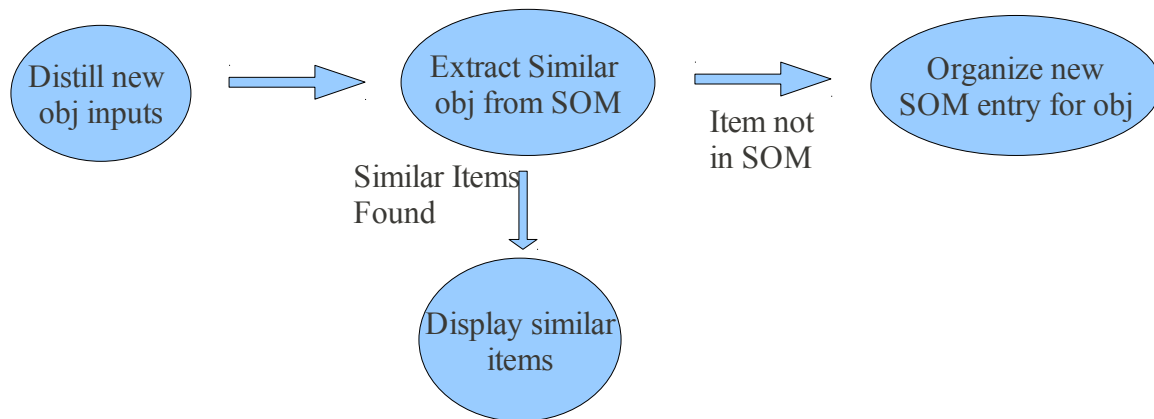 Distill new
obj inputs
Extract Similar
obj from SOM
Item not
in SOM
Organize new
SOM entry for obj
Similar Items
Found
Display similar
items